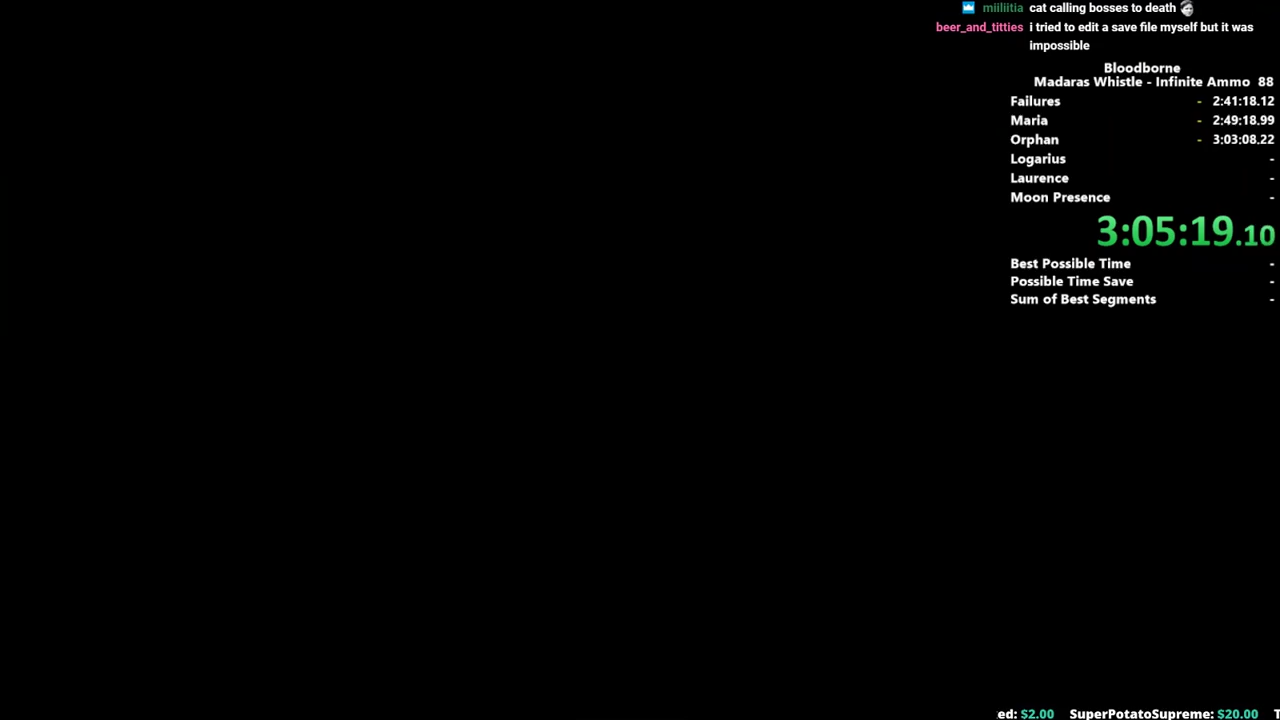 miiliitia cat calling bosses to death
beer_and_titties i tried to edit a save file myself but it was
impossible
Bloodborne
Madaras Whistle - Infinite Ammo 88
Failures - 2:41:18.12
Maria - 2:49:18.99
Orphan - 3:03:08.22
Logarius -
Laurence -
Moon Presence -
3:05:19.10
Best Possible Time -
Possible Time Save -
Sum of Best Segments -
ed: $2.00 SuperPotatoSupreme: $20.00 T